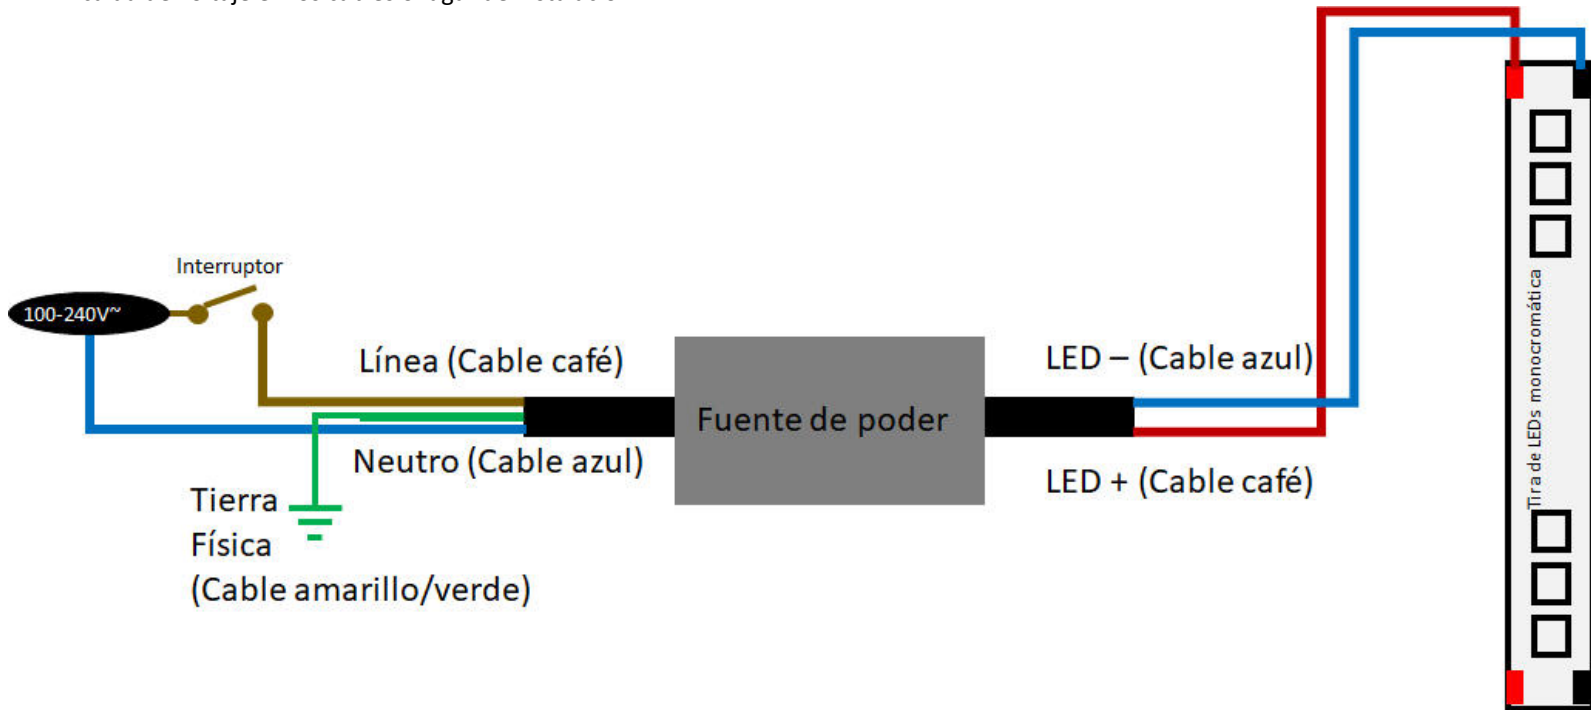 Interruptor
100-240V~
Línea (Cable café)
Neutro (Cable azul)
Tierra
Física
(Cable amarillo/verde)
Fuente de poder
LED – (Cable azul)
LED + (Cable café)
Tira de LEDs monocromática